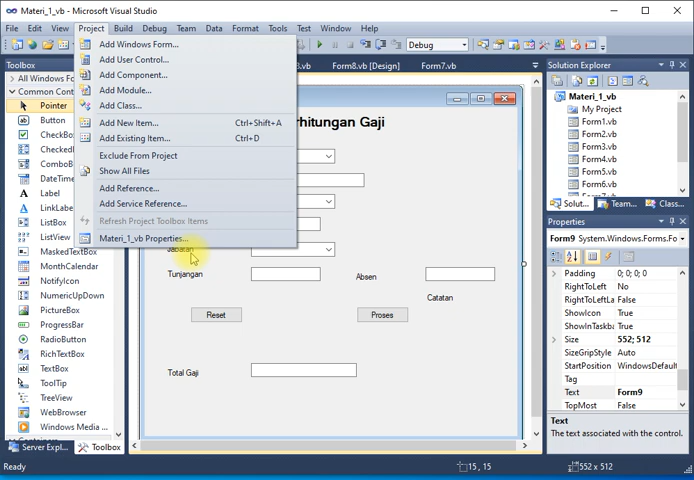 Materi_1_vb - Microsoft Visual Studio
File Edit View Project Build Debug Team Data Format Tools Test Window Help
Debug
Toolbox
All Windows Fo
Common Cont
Pointer
Button
CheckBo
Checked
ComboB
DateTim
Label
LinkLabe
ListBox
ListView
MaskedTextBox
MonthCalendar
NotifyIcon
NumericUpDown
PictureBox
ProgressBar
RadioButton
RichTextBox
TextBox
ToolTip
TreeView
WebBrowser
Windows Media ...
Containers
Server Expl... Toolbox
Add Windows Form...
Add User Control...
Add Component...
Add Module...
Add Class...
Add New Item... Ctrl+Shift+A
Add Existing Item... Ctrl+D
Exclude From Project
Show All Files
Add Reference...
Add Service Reference...
Refresh Project Toolbox Items
Materi_1_vb Properties...
.vb Form8.vb [Design] Form7.vb
rhitungan Gaji
Jabatan
Tunjangan
Absen
Catatan
Reset
Proses
Total Gaji
Solution Explorer
Materi_1_vb
My Project
Form1.vb
Form2.vb
Form3.vb
Form4.vb
Form5.vb
Form6.vb
Form7.vb
Solut... Team... Class...
Properties
Form9 System.Windows.Forms.Fo
Padding 0; 0; 0; 0
RightToLeft No
RightToLeftLa False
ShowIcon True
ShowInTaskba True
Size 552; 512
SizeGripStyle Auto
StartPosition WindowsDefault
Tag
Text Form9
TopMost False
Text
The text associated with the control.
Ready
15 , 15
552 x 512